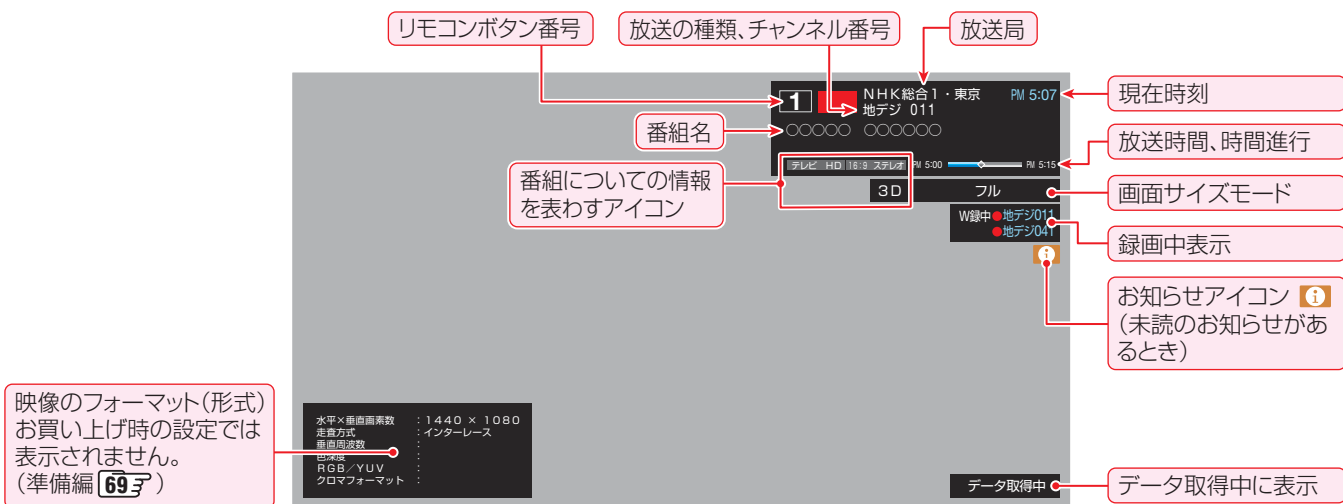 リモコンボタン番号
放送の種類、チャンネル番号
放送局
1
NHK総合1・東京
PM 5:07
地デジ 011
現在時刻
番組名
○○○○○ ○○○○○○
放送時間、時間進行
テレビ HD 16:9 ステレオ PM 5:00 PM 5:15
番組についての情報
を表わすアイコン
3D フル
画面サイズモード
W録中●地デジ011
●地デジ041
録画中表示
i
お知らせアイコン i
(未読のお知らせがあ
るとき)
映像のフォーマット(形式)
お買い上げ時の設定では
表示されません。
(準備編 69 )
水平×垂直画素数 :1440 × 1080
走査方式 :インターレース
垂直周波数 :
色深度 :
RGB/YUV :
クロマフォーマット :
データ取得中
データ取得中に表示